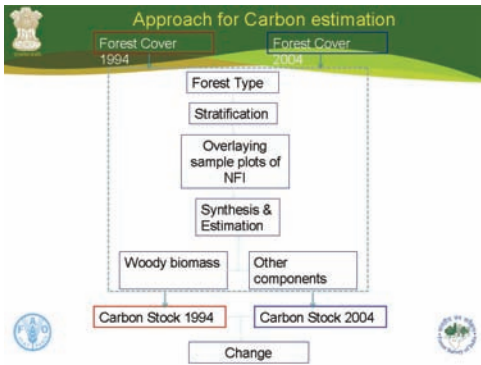 Approach for Carbon estimation
Forest Cover
1994
Forest Cover
2004
Forest Type
Stratification
Overlaying
sample plots of
NFI
Synthesis &
Estimation
Woody biomass
Other
components
Carbon Stock 1994
Carbon Stock 2004
Change